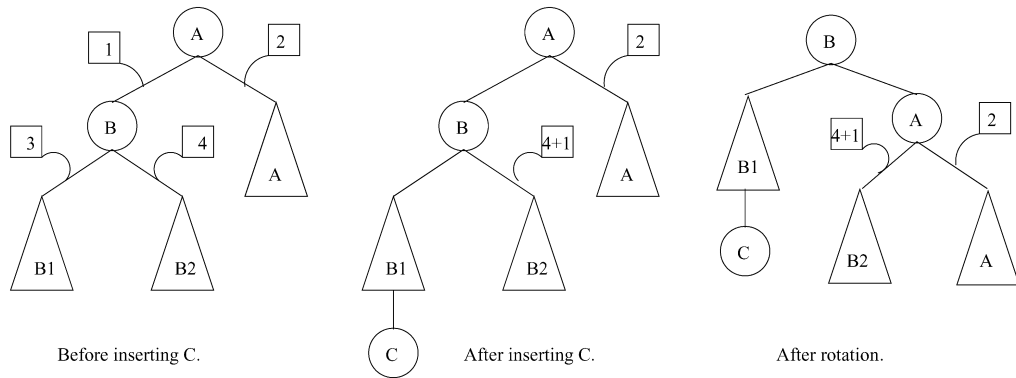 A
1
2
B
3
4
A
B1
B2
Before inserting C.
A
2
B
4+1
A
B1
B2
C
After inserting C.
B
A
2
4+1
B1
C
B2
A
After rotation.